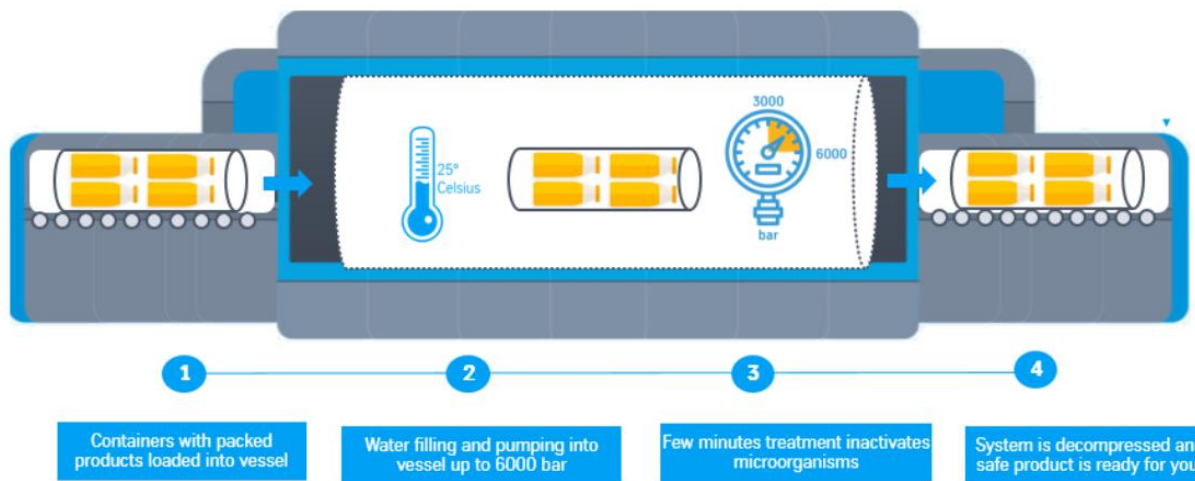 3000
25°
Celsius
6000
bar
1
2
3
4
Containers with packed
products loaded into vessel
Water filling and pumping into
vessel up to 6000 bar
Few minutes treatment inactivates
microorganisms
System is decompressed an
safe product is ready for you